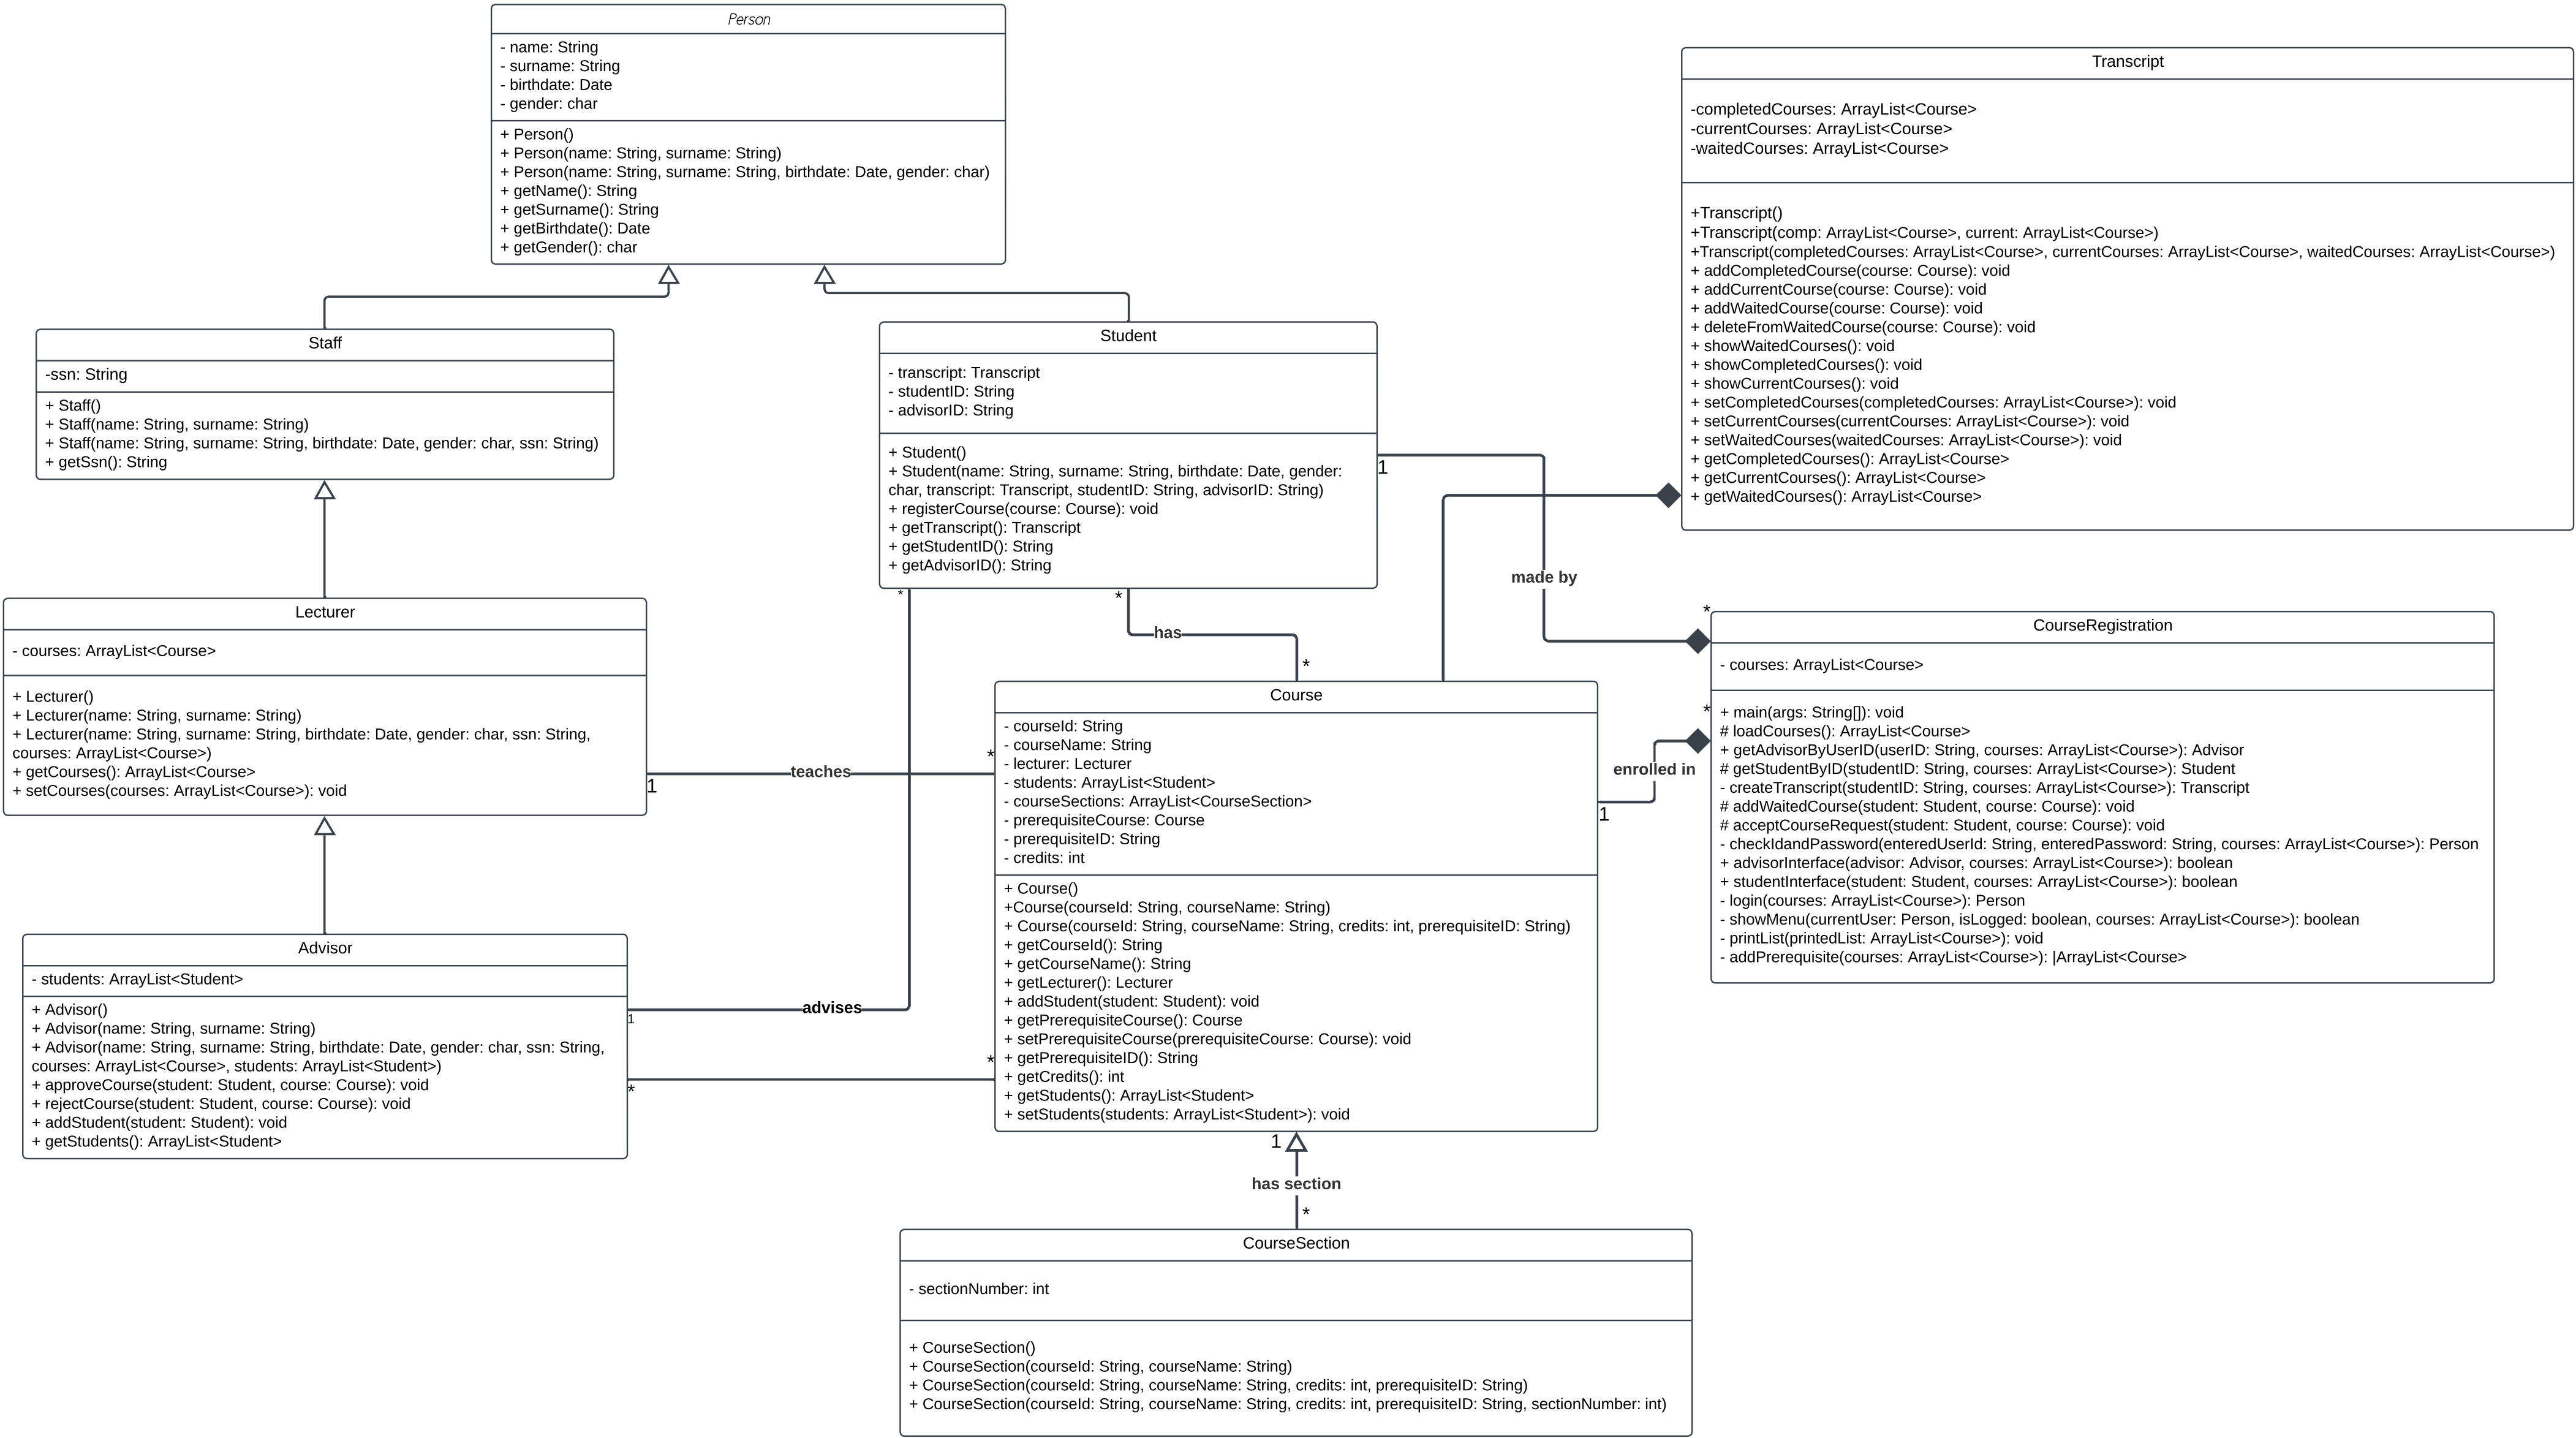 Person
- name: String
- surname: String
- birthdate: Date
- gender: char
+ Person()
+ Person(name: String, surname: String)
+ Person(name: String, surname: String, birthdate: Date, gender: char)
+ getName(): String
+ getSurname(): String
+ getBirthdate(): Date
+ getGender(): char
Transcript
-completedCourses: ArrayList<Course>
-currentCourses: ArrayList<Course>
-waitedCourses: ArrayList<Course>
+Transcript()
+Transcript(comp: ArrayList<Course>, current: ArrayList<Course>)
+Transcript(completedCourses: ArrayList<Course>, currentCourses: ArrayList<Course>, waitedCourses: ArrayList<Course>)
+ addCompletedCourse(course: Course): void
+ addCurrentCourse(course: Course): void
+ addWaitedCourse(course: Course): void
+ deleteFromWaitedCourse(course: Course): void
+ showWaitedCourses(): void
+ showCompletedCourses(): void
+ showCurrentCourses(): void
+ setCompletedCourses(completedCourses: ArrayList<Course>): void
+ setCurrentCourses(currentCourses: ArrayList<Course>): void
+ setWaitedCourses(waitedCourses: ArrayList<Course>): void
+ getCompletedCourses(): ArrayList<Course>
+ getCurrentCourses(): ArrayList<Course>
+ getWaitedCourses(): ArrayList<Course>
Staff
-ssn: String
+ Staff()
+ Staff(name: String, surname: String)
+ Staff(name: String, surname: String, birthdate: Date, gender: char, ssn: String)
+ getSsn(): String
Student
- transcript: Transcript
- studentID: String
- advisorID: String
+ Student()
+ Student(name: String, surname: String, birthdate: Date, gender:
char, transcript: Transcript, studentID: String, advisorID: String)
+ registerCourse(course: Course): void
+ getTranscript(): Transcript
+ getStudentID(): String
+ getAdvisorID(): String
1
made by
*
*
*
has
*
Lecturer
- courses: ArrayList<Course>
+ Lecturer()
+ Lecturer(name: String, surname: String)
+ Lecturer(name: String, surname: String, birthdate: Date, gender: char, ssn: String,
courses: ArrayList<Course>)
+ getCourses(): ArrayList<Course>
+ setCourses(courses: ArrayList<Course>): void
1
teaches
*
Course
- courseId: String
- courseName: String
- lecturer: Lecturer
- students: ArrayList<Student>
- courseSections: ArrayList<CourseSection>
- prerequisiteCourse: Course
- prerequisiteID: String
- credits: int
+ Course()
+Course(courseId: String, courseName: String)
+ Course(courseId: String, courseName: String, credits: int, prerequisiteID: String)
+ getCourseId(): String
+ getCourseName(): String
+ getLecturer(): Lecturer
+ addStudent(student: Student): void
+ getPrerequisiteCourse(): Course
+ setPrerequisiteCourse(prerequisiteCourse: Course): void
+ getPrerequisiteID(): String
+ getCredits(): int
+ getStudents(): ArrayList<Student>
+ setStudents(students: ArrayList<Student>): void
*
enrolled in
1
CourseRegistration
- courses: ArrayList<Course>
+ main(args: String[]): void
# loadCourses(): ArrayList<Course>
+ getAdvisorByUserID(userID: String, courses: ArrayList<Course>): Advisor
# getStudentByID(studentID: String, courses: ArrayList<Course>): Student
- createTranscript(studentID: String, courses: ArrayList<Course>): Transcript
# addWaitedCourse(student: Student, course: Course): void
# acceptCourseRequest(student: Student, course: Course): void
- checkIdandPassword(enteredUserId: String, enteredPassword: String, courses: ArrayList<Course>): Person
+ advisorInterface(advisor: Advisor, courses: ArrayList<Course>): boolean
+ studentInterface(student: Student, courses: ArrayList<Course>): boolean
- login(courses: ArrayList<Course>): Person
- showMenu(currentUser: Person, isLogged: boolean, courses: ArrayList<Course>): boolean
- printList(printedList: ArrayList<Course>): void
- addPrerequisite(courses: ArrayList<Course>): |ArrayList<Course>
Advisor
- students: ArrayList<Student>
+ Advisor()
+ Advisor(name: String, surname: String)
+ Advisor(name: String, surname: String, birthdate: Date, gender: char, ssn: String,
courses: ArrayList<Course>, students: ArrayList<Student>)
+ approveCourse(student: Student, course: Course): void
+ rejectCourse(student: Student, course: Course): void
+ addStudent(student: Student): void
+ getStudents(): ArrayList<Student>
1
advises
*
*
1
has section
*
CourseSection
- sectionNumber: int
+ CourseSection()
+ CourseSection(courseId: String, courseName: String)
+ CourseSection(courseId: String, courseName: String, credits: int, prerequisiteID: String)
+ CourseSection(courseId: String, courseName: String, credits: int, prerequisiteID: String, sectionNumber: int)